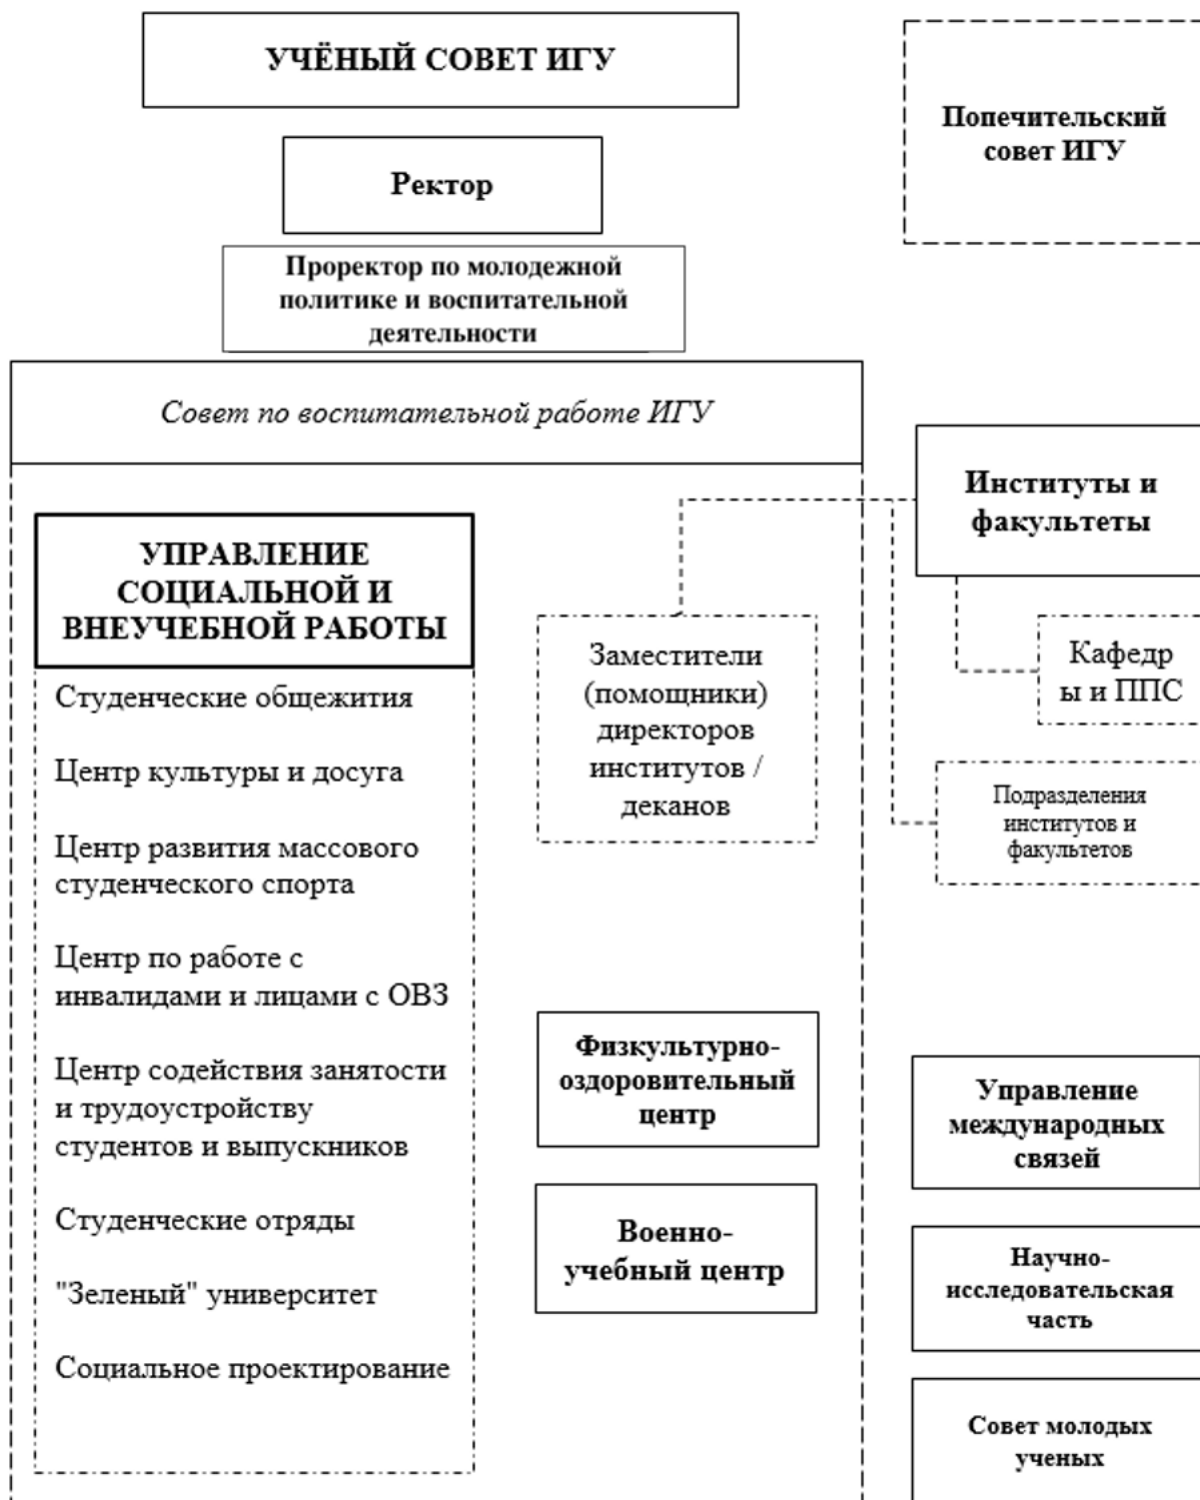 УЧЁНЫЙ СОВЕТ ИГУ
Попечительский
совет ИГУ
Ректор
Проректор по молодежной
политике и воспитательной
деятельности
Совет по воспитательной работе ИГУ
Институты и
факультеты
УПРАВЛЕНИЕ
СОЦИАЛЬНОЙ И
ВНЕУЧЕБНОЙ РАБОТЫ
Студенческие общежития
Центр культуры и досуга
Центр развития массового
студенческого спорта
Центр по работе с
инвалидами и лицами с ОВЗ
Центр содействия занятости
и трудоустройству
студентов и выпускников
Студенческие отряды
"Зеленый" университет
Социальное проектирование
Заместители
(помощники)
директоров
институтов /
деканов
Физкультурно-
оздоровительный
центр
Военно-
учебный центр
Кафедр
ы и ППС
Подразделения
институтов и
факультетов
Управление
международных
связей
Научно-
исследовательская
часть
Совет молодых
ученых